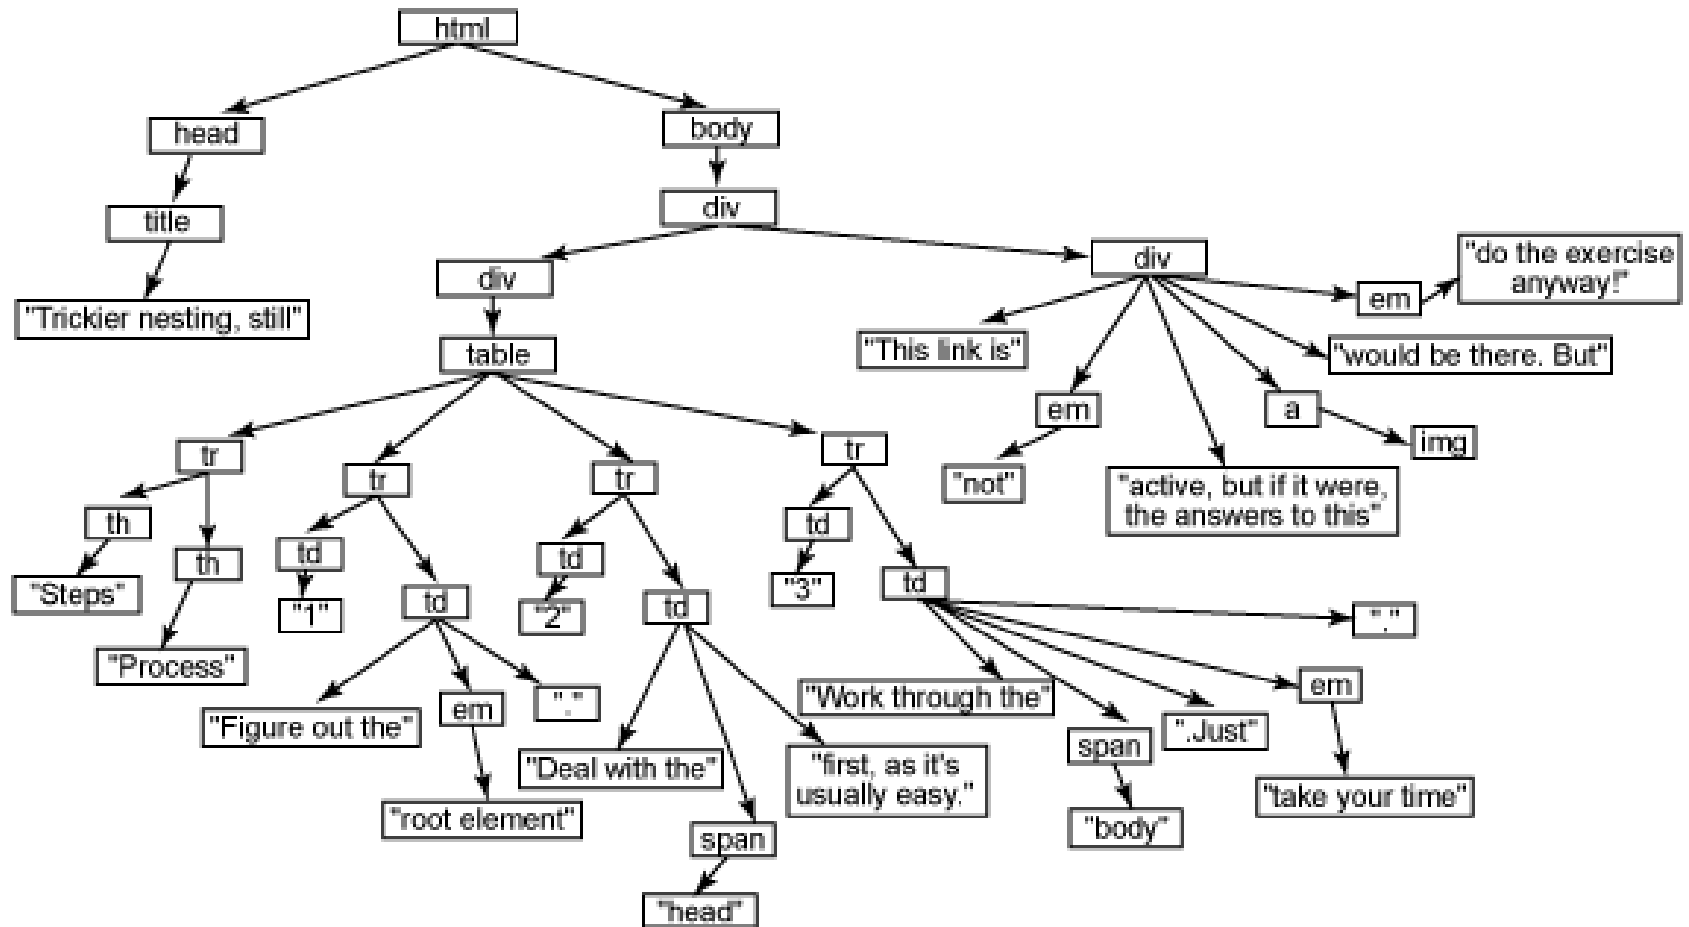 html
head
body
title
div
"Trickier nesting, still"
div
div
"do the exercise
anyway!"
em
table
"This link is"
"would be there. But"
em
a
img
"not"
"active, but if it were,
the answers to this"
tr
tr
tr
tr
th
th
"Steps"
"Process"
td
"1"
td
"Figure out the"
em
"."
"root element"
td
"2"
td
"Deal with the"
span
"head"
"first, as it's
usually easy."
td
"3"
td
"Work through the"
span
"body"
".Just"
em
"take your time"
"."